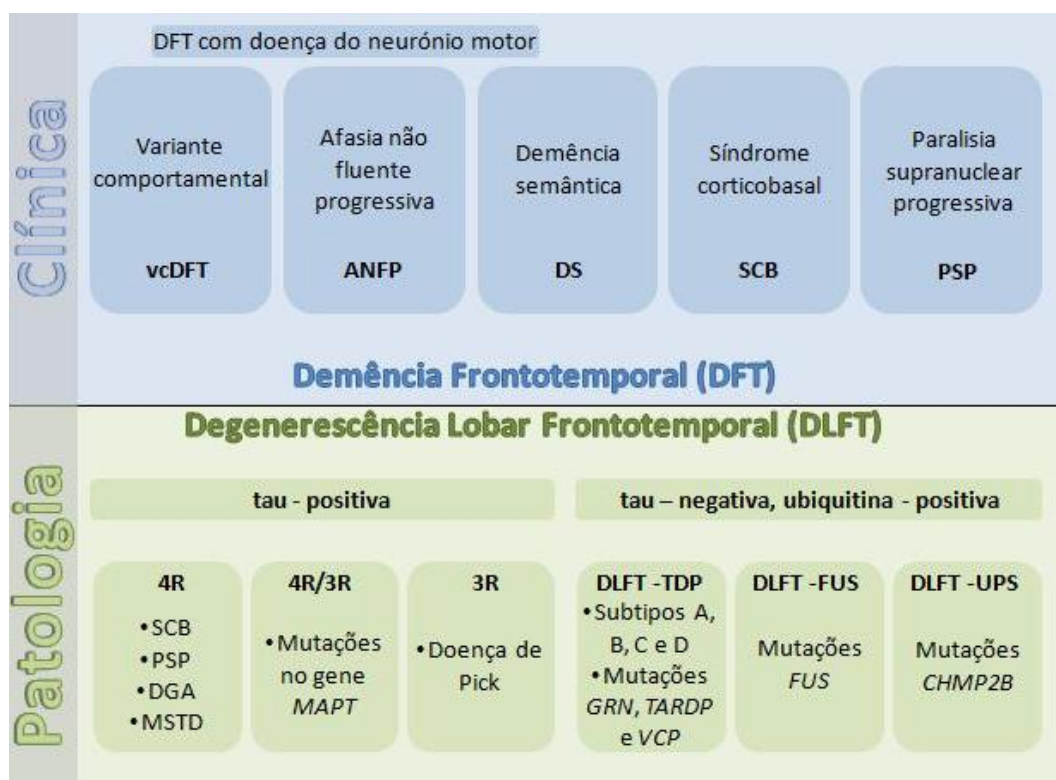 Clínica
DFT com doença do neurónio motor
Variante
comportamental
vcDFT
Afasia não
fluente
progressiva
ANFP
Demência
semântica
DS
Síndrome
corticobasal
SCB
Paralisia
supranuclear
progressiva
PSP
Demência Frontotemporal (DFT)
Patologia
Degenerescência Lobar Frontotemporal (DLFT)
tau - positiva
tau – negativa, ubiquitina - positiva
4R
•SCB
•PSP
•DGA
•MSTD
4R/3R
•Mutações
no gene
MAPT
3R
•Doença de
Pick
DLFT -TDP
•Subtipos A,
B, C e D
•Mutações
GRN, TARDP
e VCP
DLFT -FUS
Mutações
FUS
DLFT -UPS
Mutações
CHMP2B